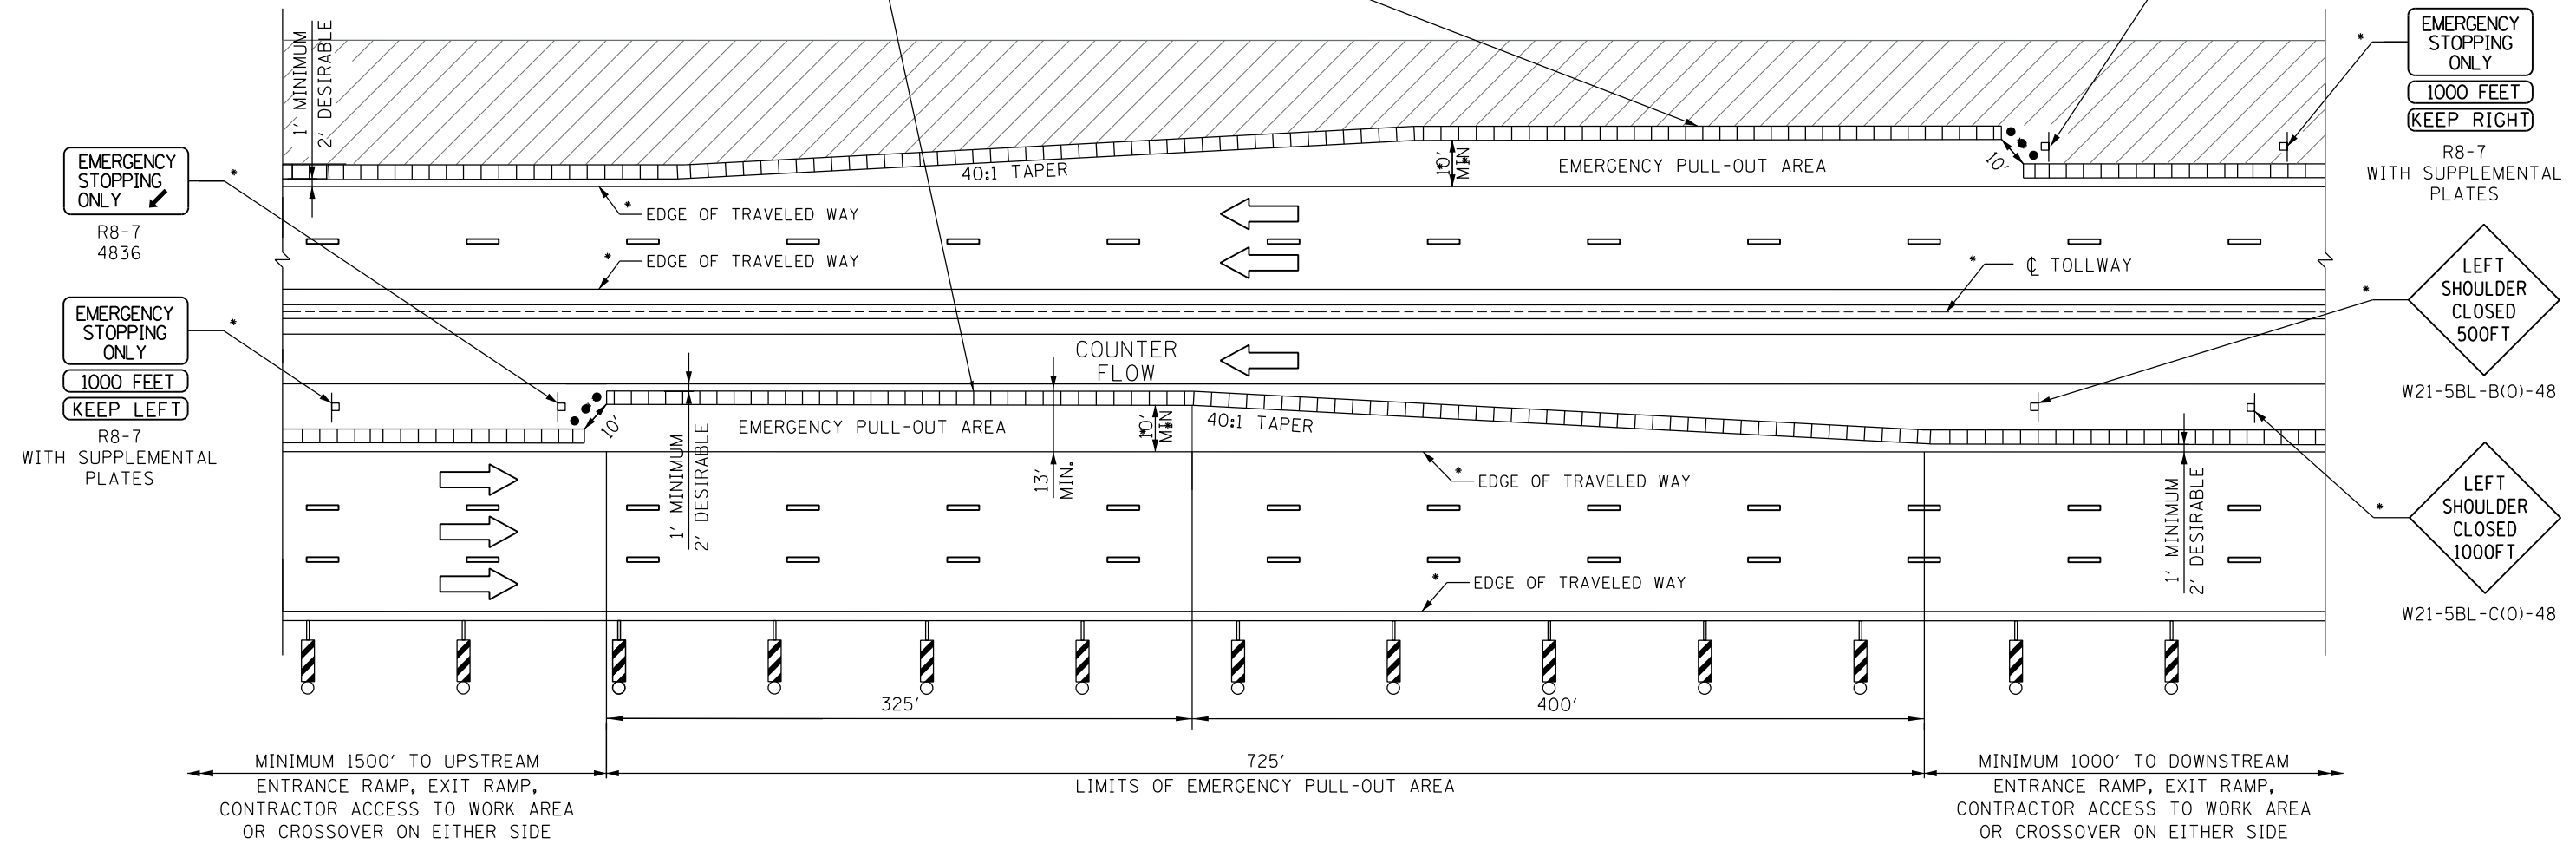 1' MINIMUM
2' DESIRABLE
EMERGENCY
STOPPING
ONLY
1000 FEET
KEEP RIGHT
R8-7
WITH SUPPLEMENTAL
PLATES
EMERGENCY
STOPPING
ONLY
R8-7
4836
40:1 TAPER
10'
MIN
EMERGENCY PULL-OUT AREA
10'
* EDGE OF TRAVELED WAY
* EDGE OF TRAVELED WAY
* ℄ TOLLWAY
LEFT
SHOULDER
CLOSED
500FT
W21-5BL-B(O)-48
EMERGENCY
STOPPING
ONLY
1000 FEET
KEEP LEFT
R8-7
WITH SUPPLEMENTAL
PLATES
COUNTER
FLOW
10'
EMERGENCY PULL-OUT AREA
10'
MIN
40:1 TAPER
1' MINIMUM
2' DESIRABLE
13'
MIN.
* EDGE OF TRAVELED WAY
* EDGE OF TRAVELED WAY
1' MINIMUM
2' DESIRABLE
LEFT
SHOULDER
CLOSED
1000FT
W21-5BL-C(O)-48
325'
400'
MINIMUM 1500' TO UPSTREAM
ENTRANCE RAMP, EXIT RAMP,
CONTRACTOR ACCESS TO WORK AREA
OR CROSSOVER ON EITHER SIDE
725'
LIMITS OF EMERGENCY PULL-OUT AREA
MINIMUM 1000' TO DOWNSTREAM
ENTRANCE RAMP, EXIT RAMP,
CONTRACTOR ACCESS TO WORK AREA
OR CROSSOVER ON EITHER SIDE